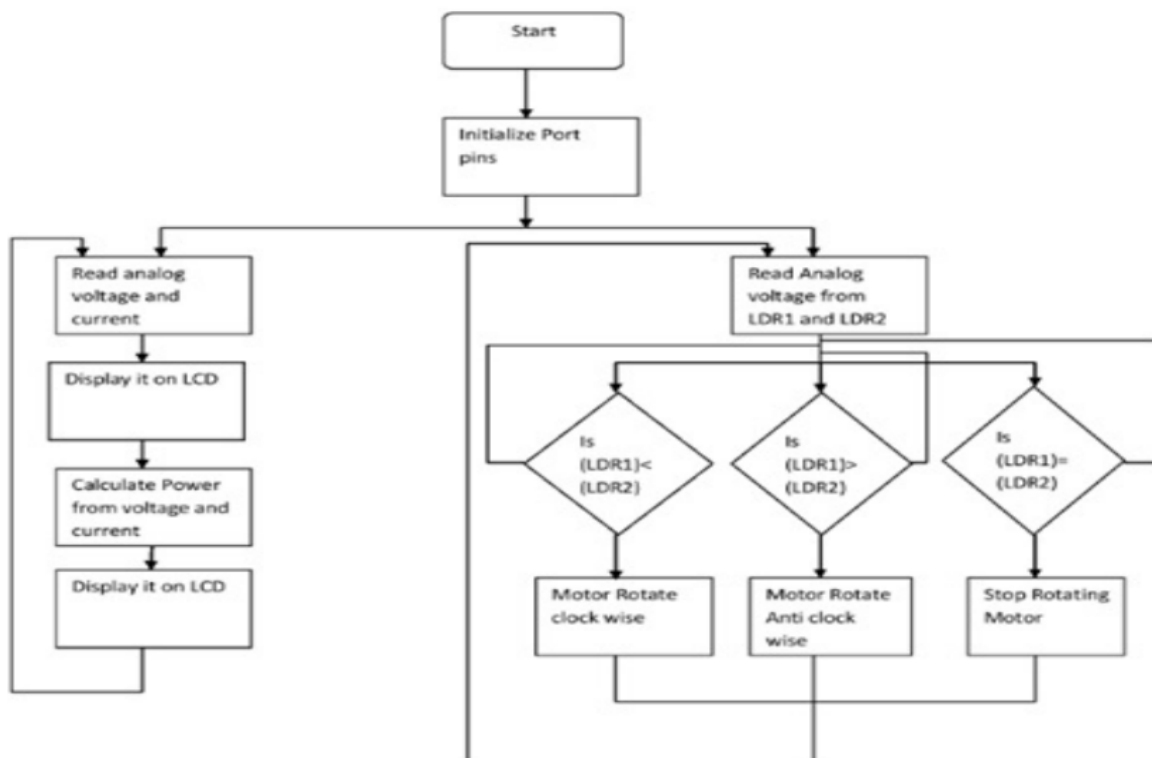 Start
Initialize Port
pins
Read analog
voltage and
current
Display it on LCD
Calculate Power
from voltage and
current
Display it on LCD
Read Analog
voltage from
LDR1 and LDR2
Is
(LDR1)<
(LDR2)
Is
(LDR1)>
(LDR2)
Is
(LDR1)=
(LDR2)
Motor Rotate
clock wise
Motor Rotate
Anti clock
wise
Stop Rotating
Motor